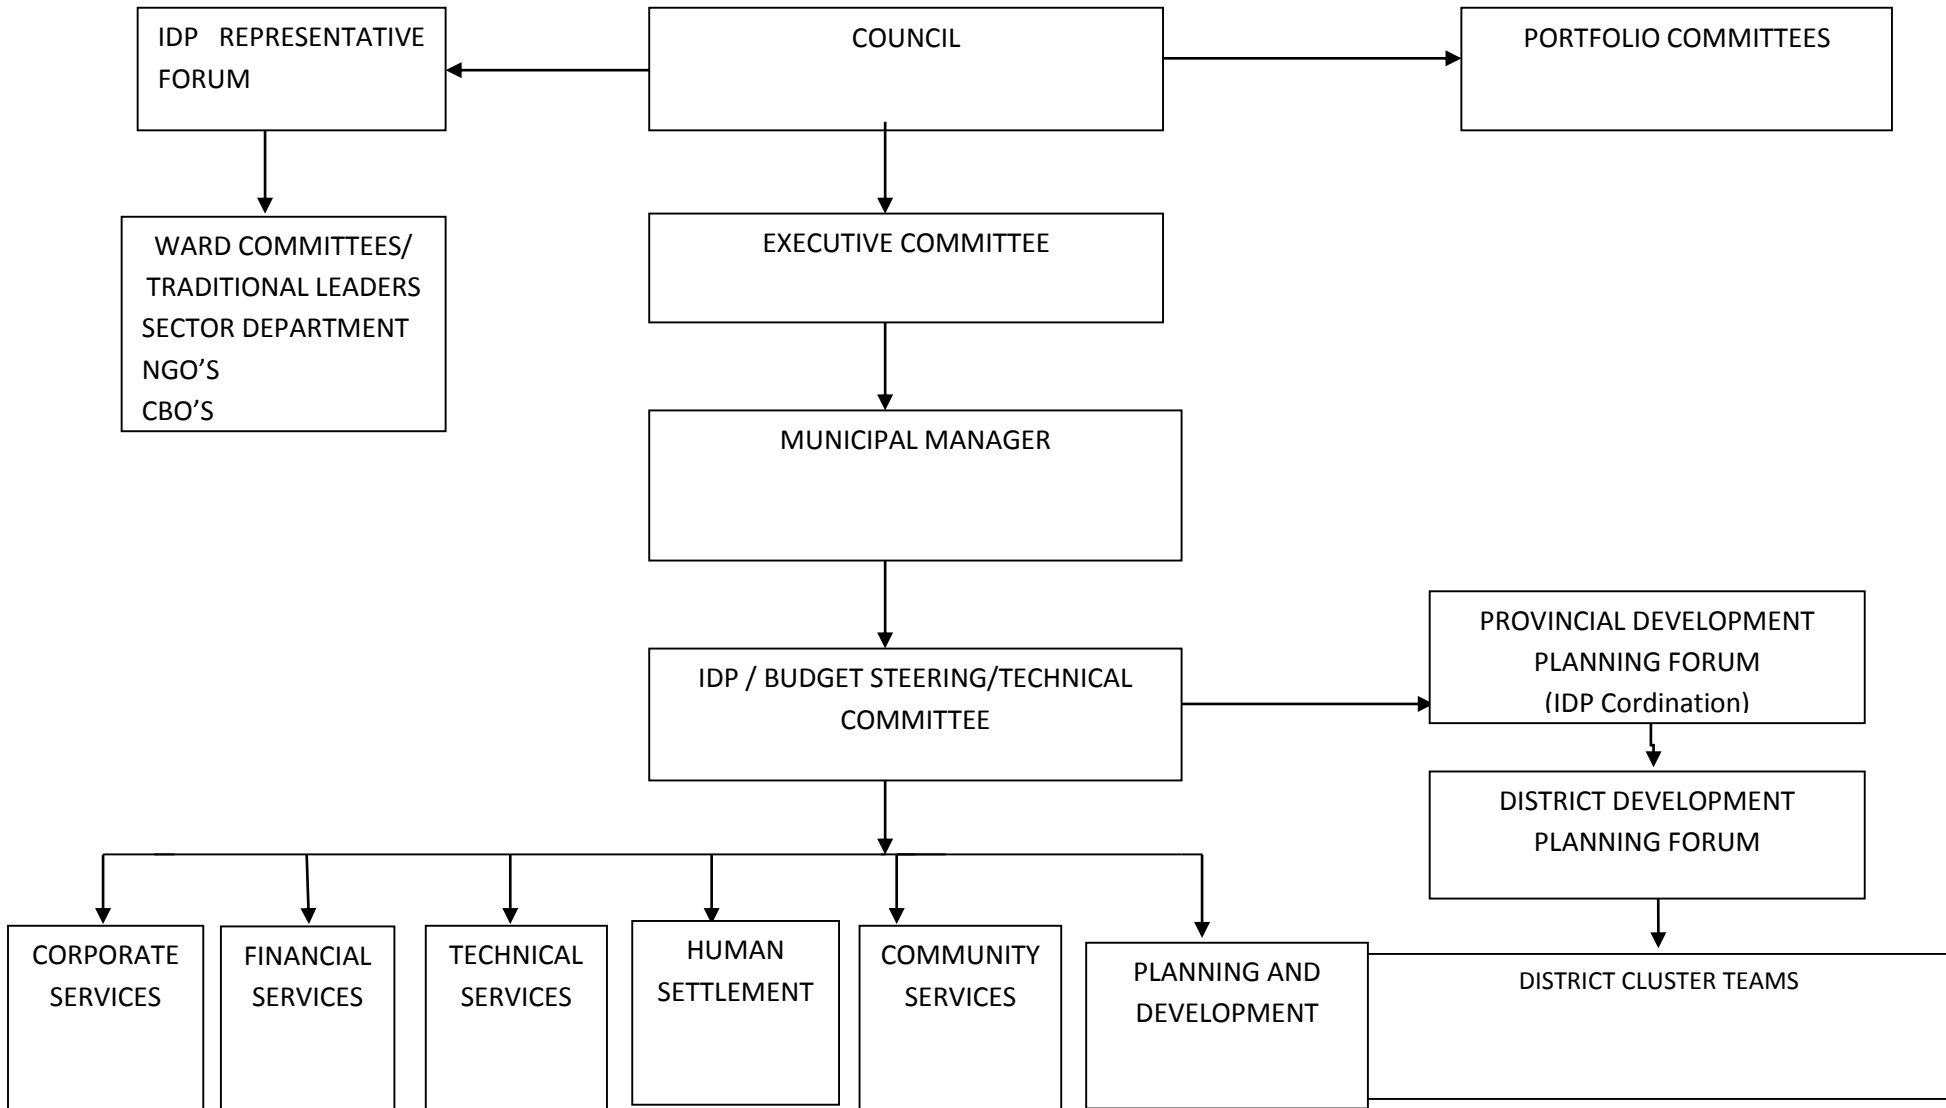 IDP REPRESENTATIVE
FORUM
COUNCIL
PORTFOLIO COMMITTEES
WARD COMMITTEES/
TRADITIONAL LEADERS
SECTOR DEPARTMENT
NGO’S
CBO’S
EXECUTIVE COMMITTEE
MUNICIPAL MANAGER
IDP / BUDGET STEERING/TECHNICAL
COMMITTEE
PROVINCIAL DEVELOPMENT
PLANNING FORUM
(IDP Cordination)
DISTRICT DEVELOPMENT
PLANNING FORUM
CORPORATE
SERVICES
FINANCIAL
SERVICES
TECHNICAL
SERVICES
HUMAN
SETTLEMENT
COMMUNITY
SERVICES
PLANNING AND
DEVELOPMENT
DISTRICT CLUSTER TEAMS